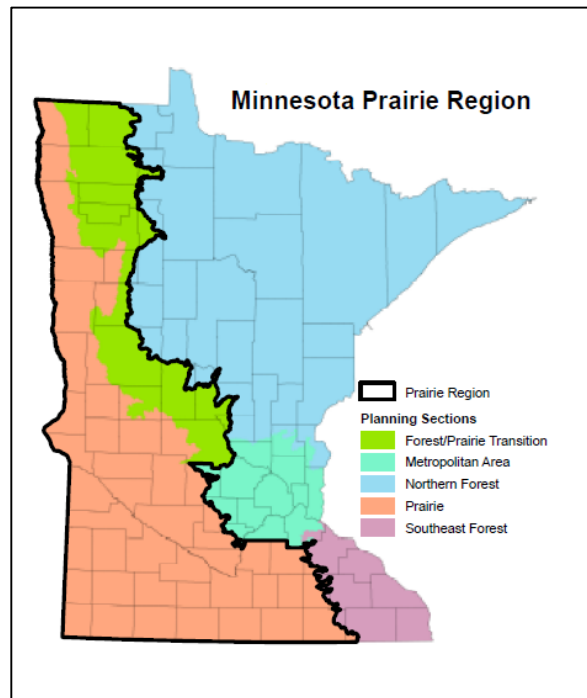 Minnesota Prairie Region
Prairie Region
Planning Sections
Forest/Prairie Transition
Metropolitan Area
Northern Forest
Prairie
Southeast Forest